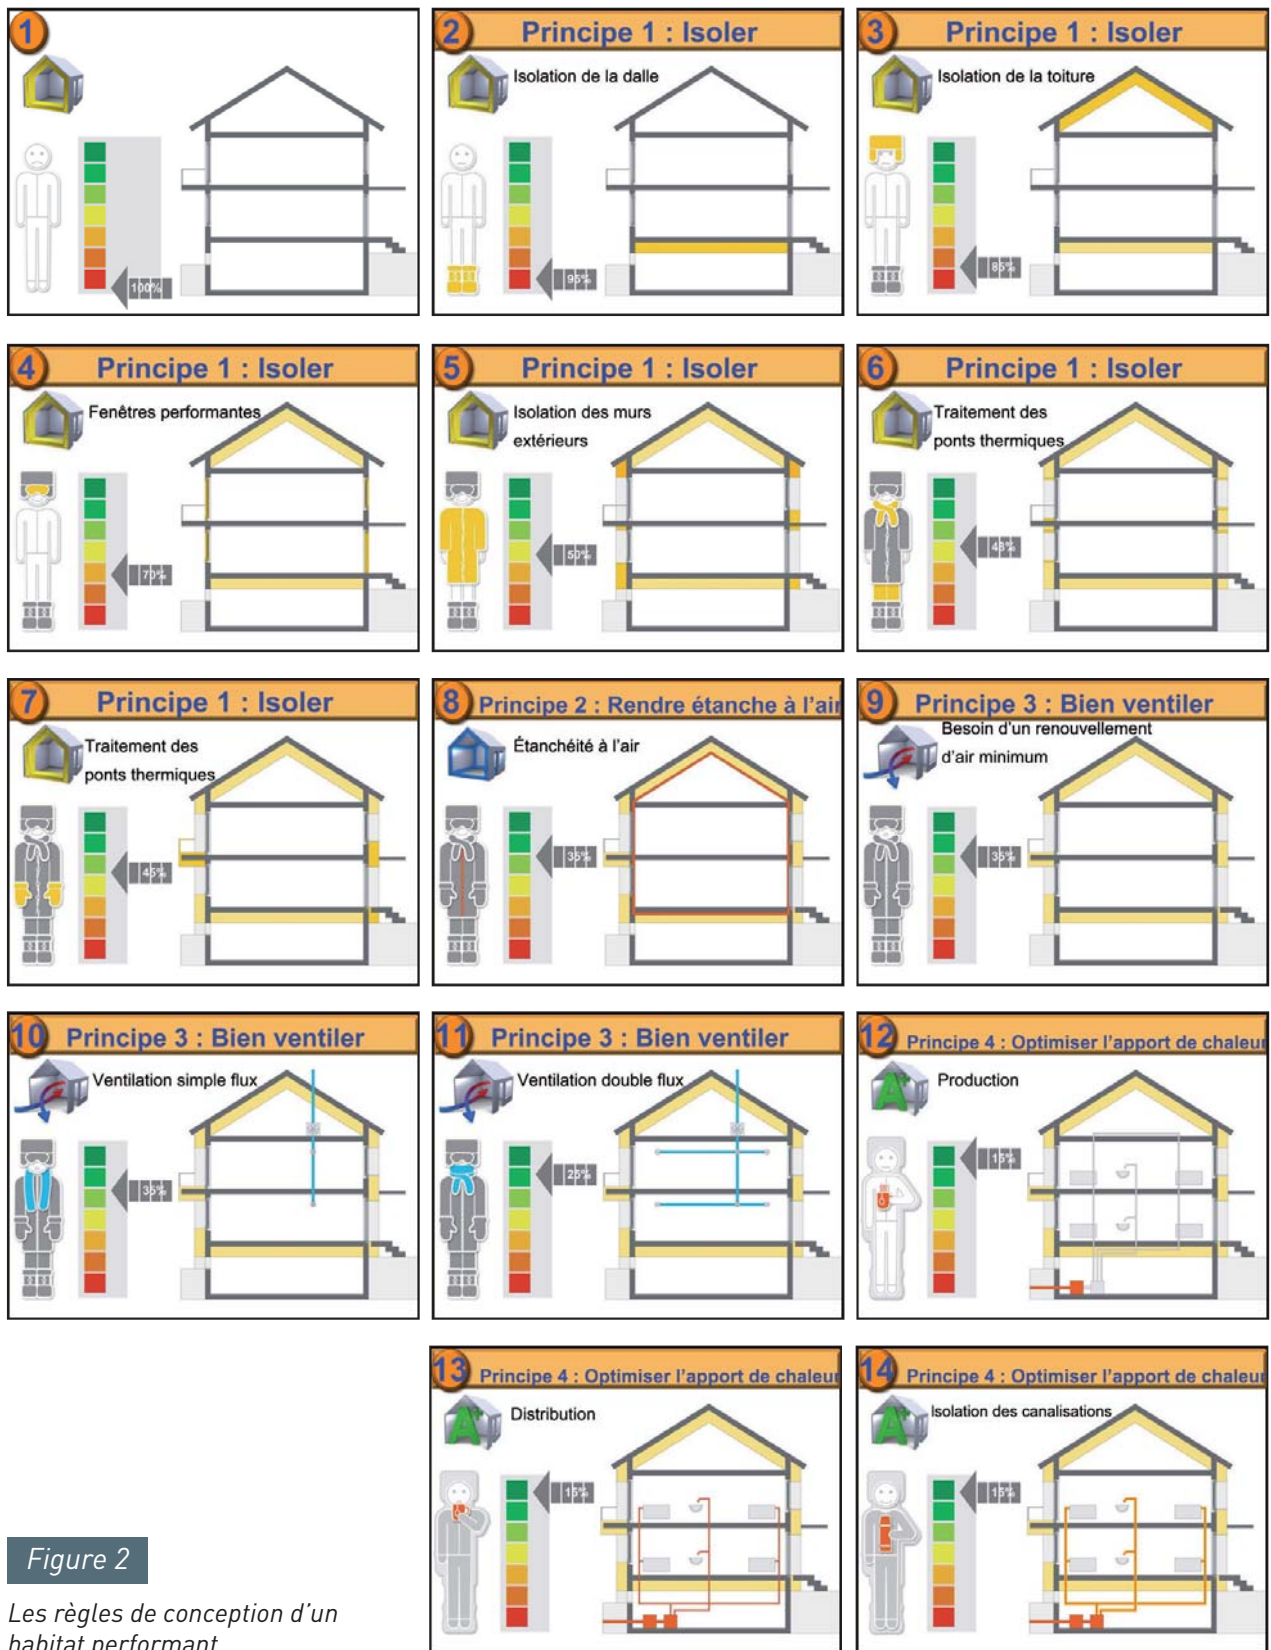 1
100%
2
Principe 1 : Isoler
Isolation de la dalle
95%
3
Principe 1 : Isoler
Isolation de la toiture
85%
4
Principe 1 : Isoler
Fenêtres performantes
70%
5
Principe 1 : Isoler
Isolation des murs
extérieurs
50%
6
Principe 1 : Isoler
Traitement des
ponts thermiques
48%
7
Principe 1 : Isoler
Traitement des
ponts thermiques
45%
8
Principe 2 : Rendre étanche à l'air
Étanchéité à l'air
35%
9
Principe 3 : Bien ventiler
Besoin d'un renouvellement
d'air minimum
35%
10
Principe 3 : Bien ventiler
Ventilation simple flux
35%
11
Principe 3 : Bien ventiler
Ventilation double flux
25%
12
Principe 4 : Optimiser l'apport de chaleur
Production
A+
15%
13
Principe 4 : Optimiser l'apport de chaleur
Distribution
A+
15%
14
Principe 4 : Optimiser l'apport de chaleur
Isolation des canalisations
A+
15%
Figure 2
Les règles de conception d'un
habitat performant